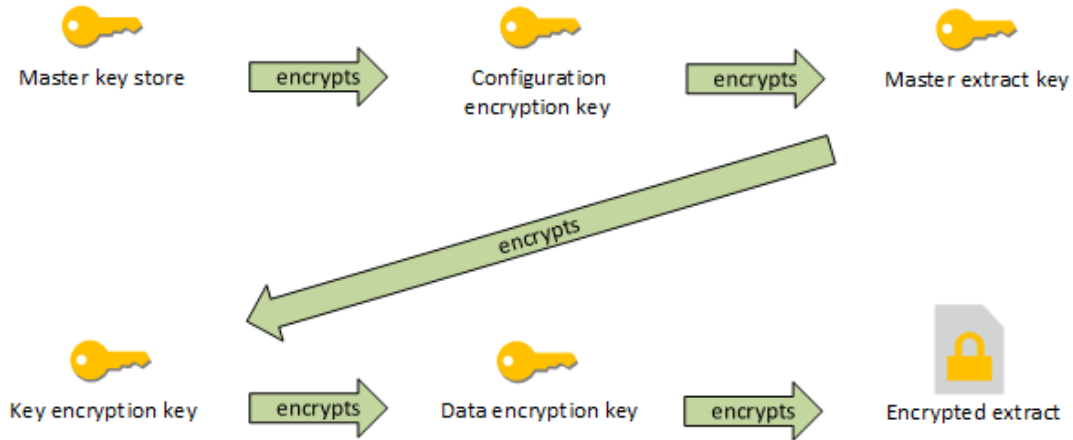 Master key store
encrypts
Configuration
encryption key
encrypts
Master extract key
encrypts
Key encryption key
encrypts
Data encryption key
encrypts
Encrypted extract